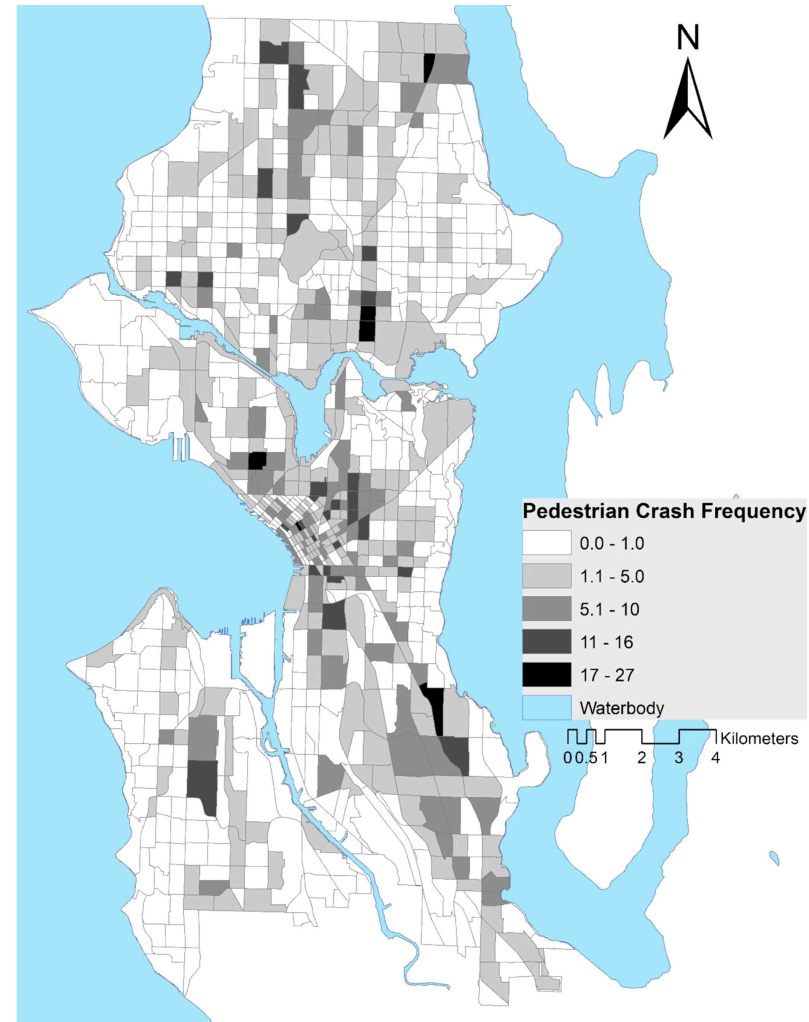 N
Pedestrian Crash Frequency
0.0 - 1.0
1.1 - 5.0
5.1 - 10
11 - 16
17 - 27
Waterbody
Kilometers
0 0.5 1 2 3 4